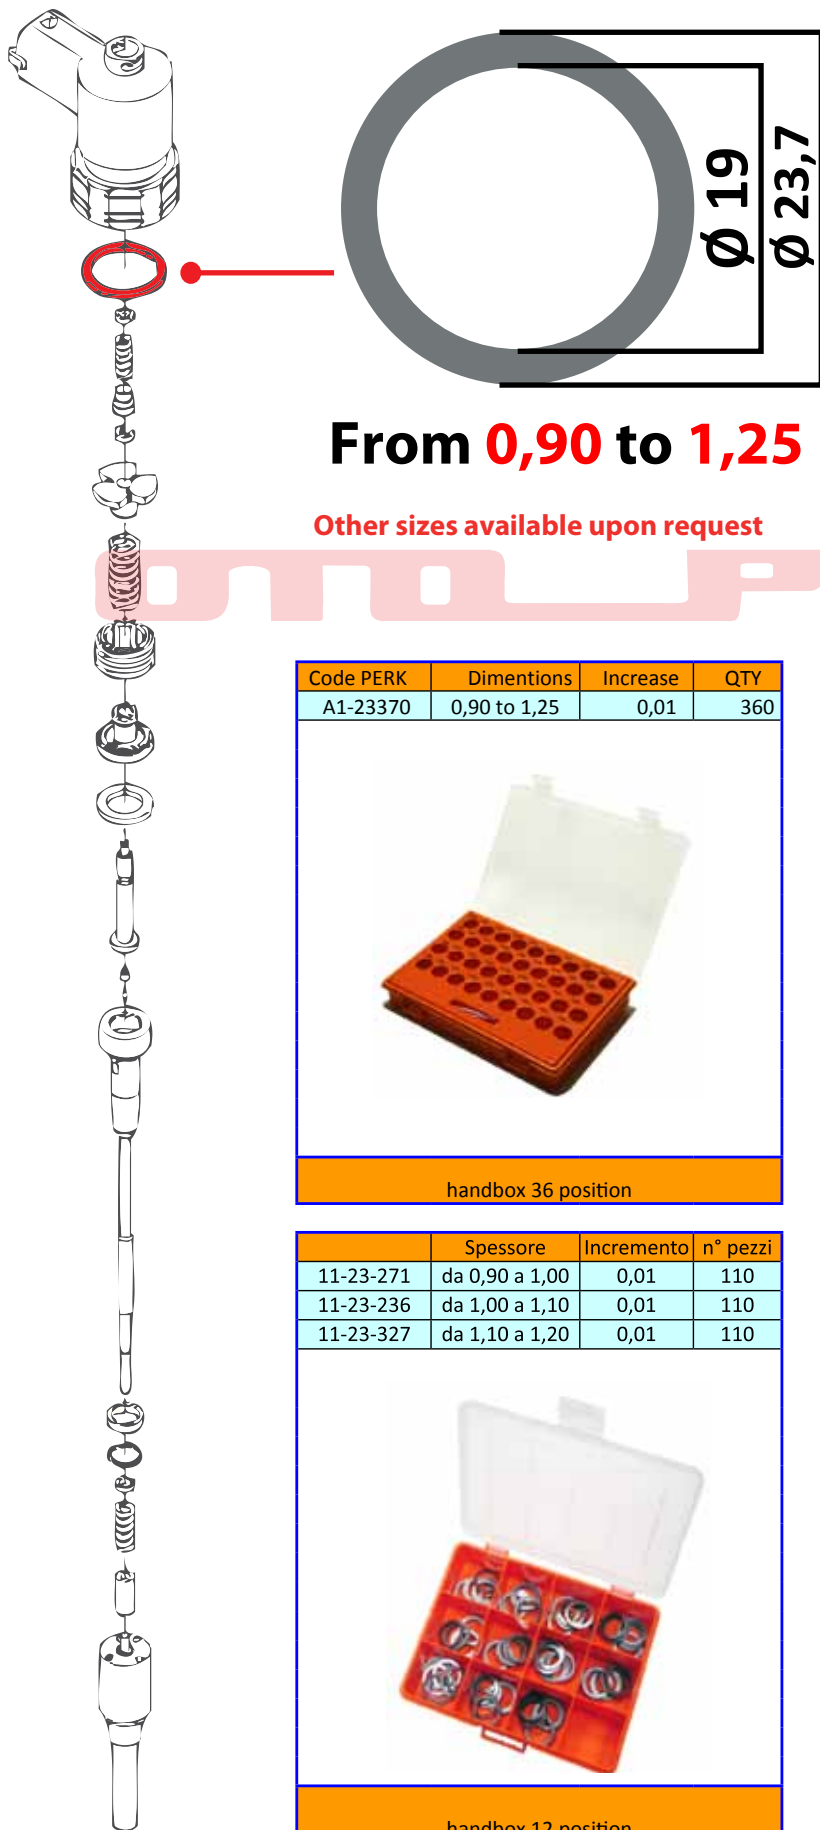 Ø 19
Ø 23,7
From 0,90 to 1,25
Other sizes available upon request
OTO P
Code PERK Dimentions Increase QTY
A1-23370 0,90 to 1,25 0,01 360
handbox 36 position
Spessore Incremento n° pezzi
11-23-271 da 0,90 a 1,00 0,01 110
11-23-236 da 1,00 a 1,10 0,01 110
11-23-327 da 1,10 a 1,20 0,01 110
handbox 12 position